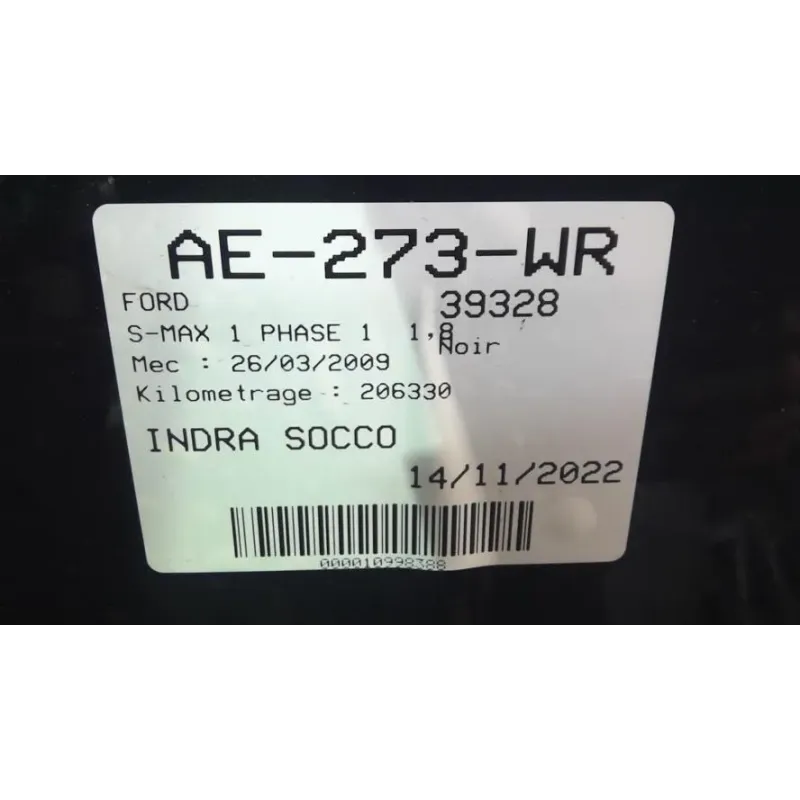 AE-273-WR
FORD 39328
S-MAX 1 PHASE 1 1,8
Noir
Mec : 26/03/2009
Kilometrage : 206330
INDRA SOCCO
14/11/2022
000010998388